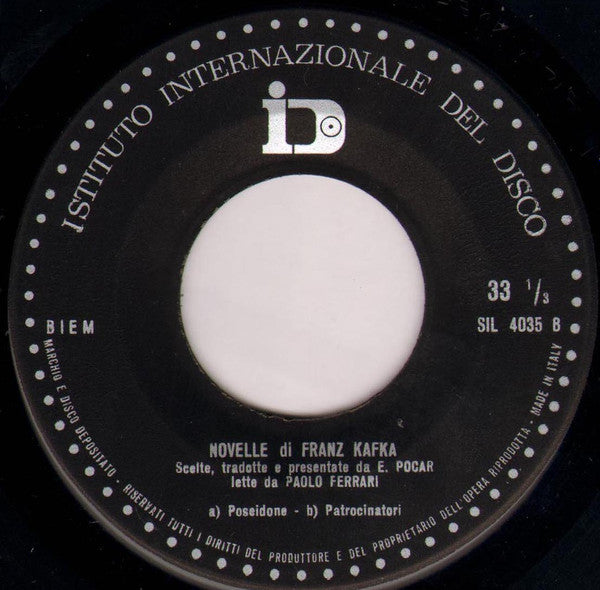 ISTITUTO INTERNAZIONALE DEL DISCO
iD
33 1/3
BIEM
SIL 4035 B
NOVELLE di FRANZ KAFKA
Scelte, tradotte e presentate da E. POCAR
lette da PAOLO FERRARI
a) Poseidone - b) Patrocinatori
MARCHIO E DISCO DEPOSITATO - RISERVATI TUTTI I DIRITTI DEL PRODUTTORE E DEL PROPRIETARIO DELL'OPERA RIPRODOTTA - MADE IN ITALY